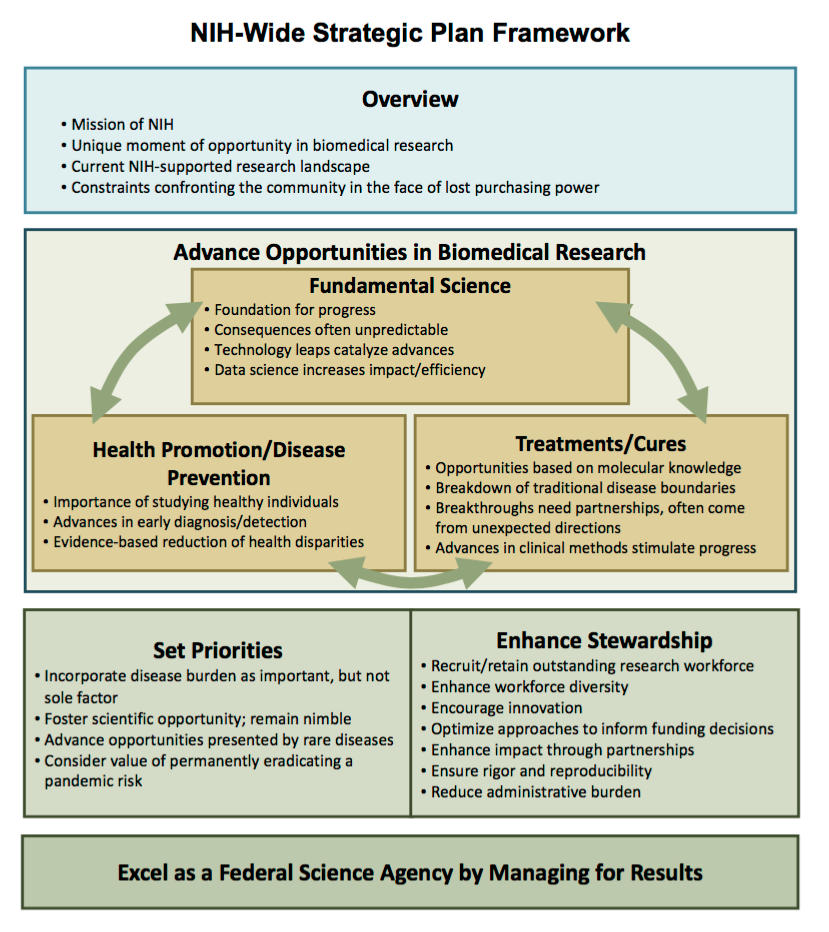 NIH-Wide Strategic Plan Framework
Overview
• Mission of NIH
• Unique moment of opportunity in biomedical research
• Current NIH-supported research landscape
• Constraints confronting the community in the face of lost purchasing power
Advance Opportunities in Biomedical Research
Fundamental Science
• Foundation for progress
• Consequences often unpredictable
• Technology leaps catalyze advances
• Data science increases impact/efficiency
Health Promotion/Disease
Prevention
• Importance of studying healthy individuals
• Advances in early diagnosis/detection
• Evidence-based reduction of health disparities
Treatments/Cures
• Opportunities based on molecular knowledge
• Breakdown of traditional disease boundaries
• Breakthroughs need partnerships, often come
from unexpected directions
• Advances in clinical methods stimulate progress
Set Priorities
• Incorporate disease burden as important, but not
sole factor
• Foster scientific opportunity; remain nimble
• Advance opportunities presented by rare diseases
• Consider value of permanently eradicating a
pandemic risk
Enhance Stewardship
• Recruit/retain outstanding research workforce
• Enhance workforce diversity
• Encourage innovation
• Optimize approaches to inform funding decisions
• Enhance impact through partnerships
• Ensure rigor and reproducibility
• Reduce administrative burden
Excel as a Federal Science Agency by Managing for Results